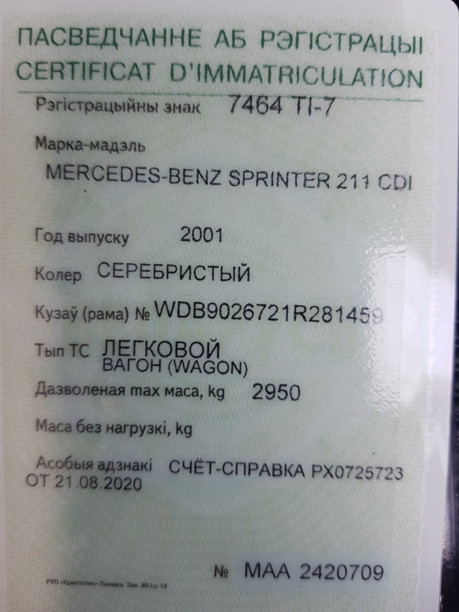 ПАСВЕДЧАННЕ АБ РЭГІСТРАЦЫІ
CERTIFICAT D'IMMATRICULATION
Рэгістрацыйны знак 7464 TI-7
Марка-мадэль
MERCEDES-BENZ SPRINTER 211 CDI
Год выпуску 2001
Колер СЕРЕБРИСТЫЙ
Кузаў (рама) № WDB9026721R281459
Тып ТС ЛЕГКОВОЙ
ВАГОН (WAGON)
Дазволеная max маса, kg 2950
Маса без нагрузкі, kg
Асобыя адзнакі СЧЁТ-СПРАВКА РХ0725723
ОТ 21.08.2020
№ МАА 2420709
РУП «Криптотех»